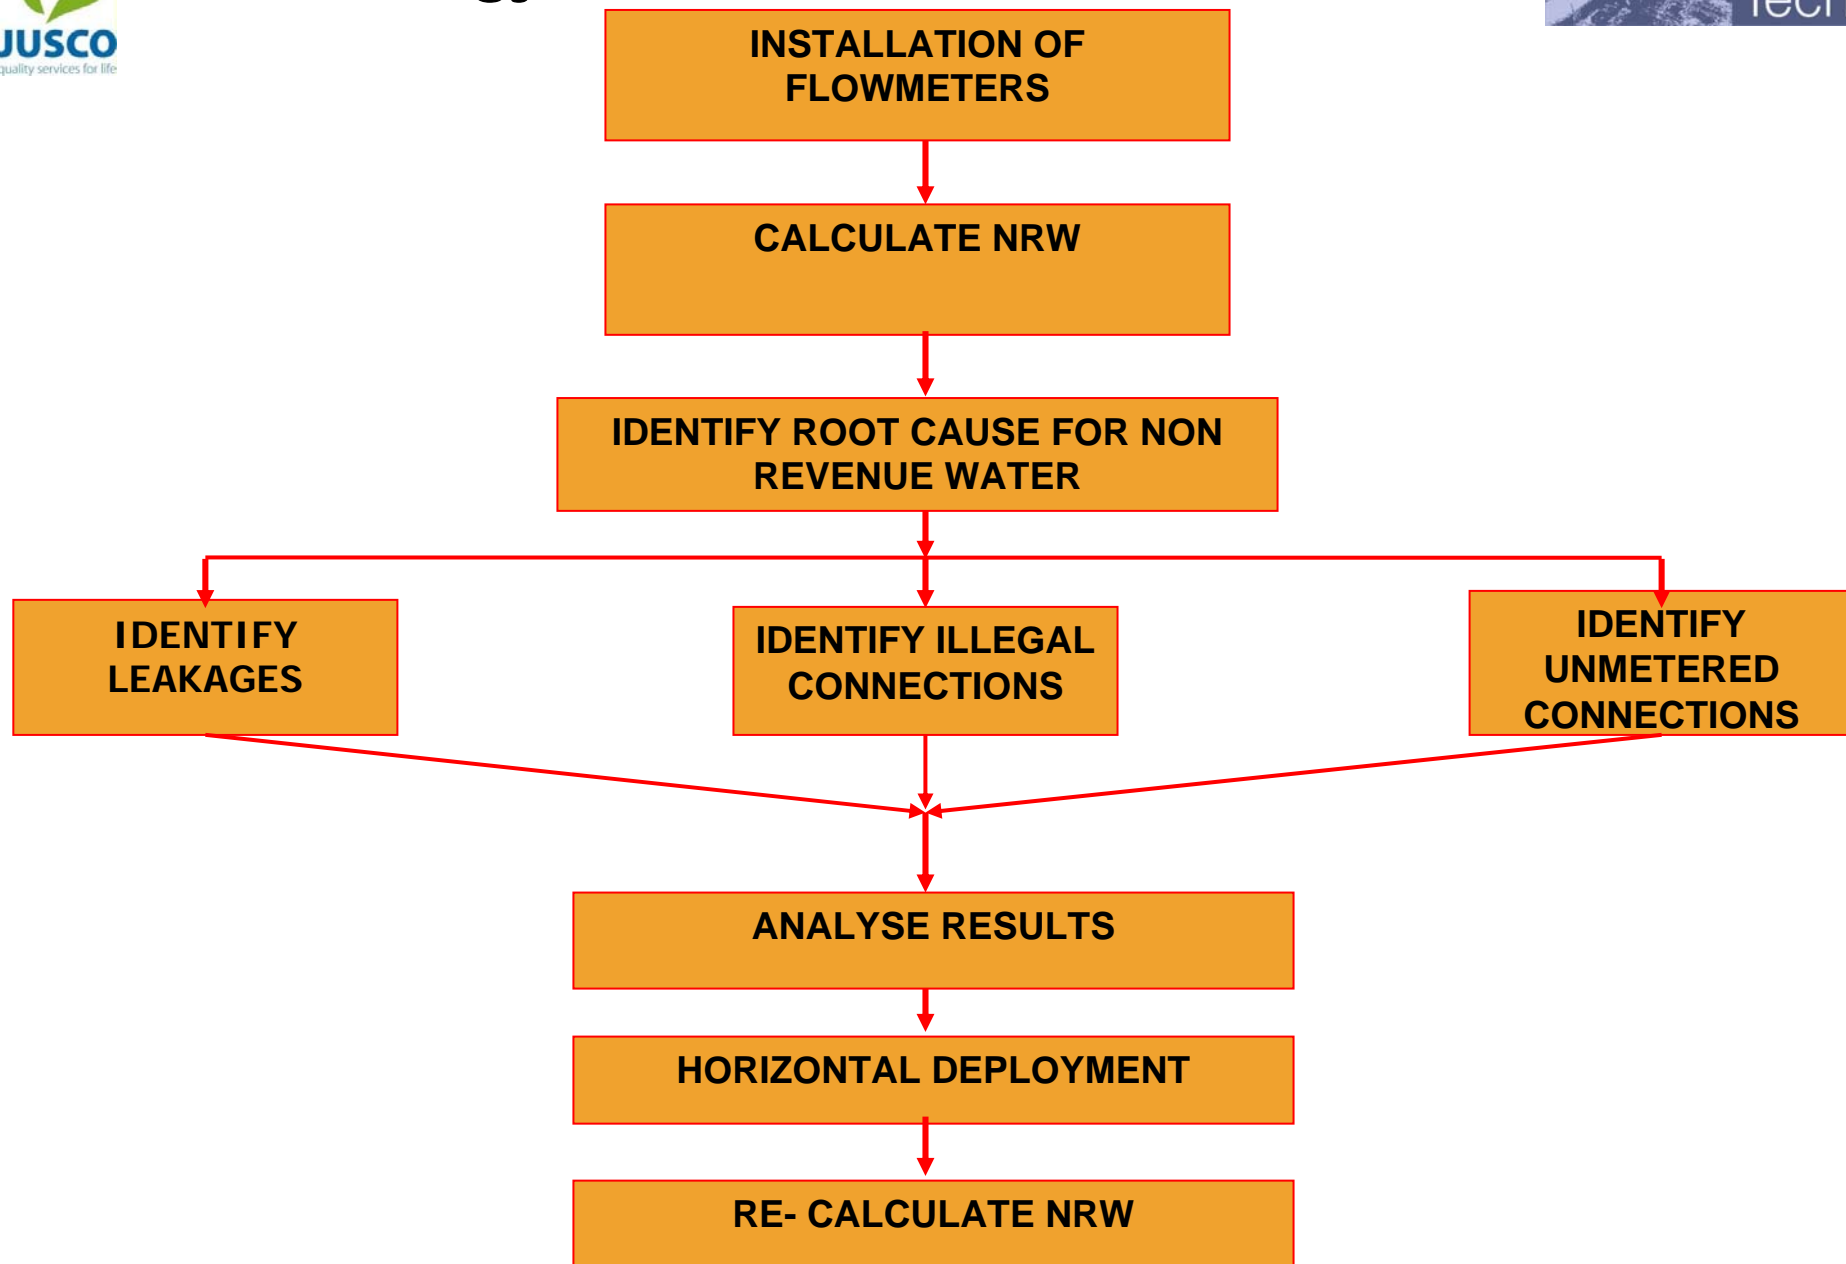 JUSCO
quality services for life
INSTALLATION OF
FLOWMETERS
CALCULATE NRW
IDENTIFY ROOT CAUSE FOR NON
REVENUE WATER
IDENTIFY
LEAKAGES
IDENTIFY ILLEGAL
CONNECTIONS
IDENTIFY
UNMETERED
CONNECTIONS
ANALYSE RESULTS
HORIZONTAL DEPLOYMENT
RE- CALCULATE NRW